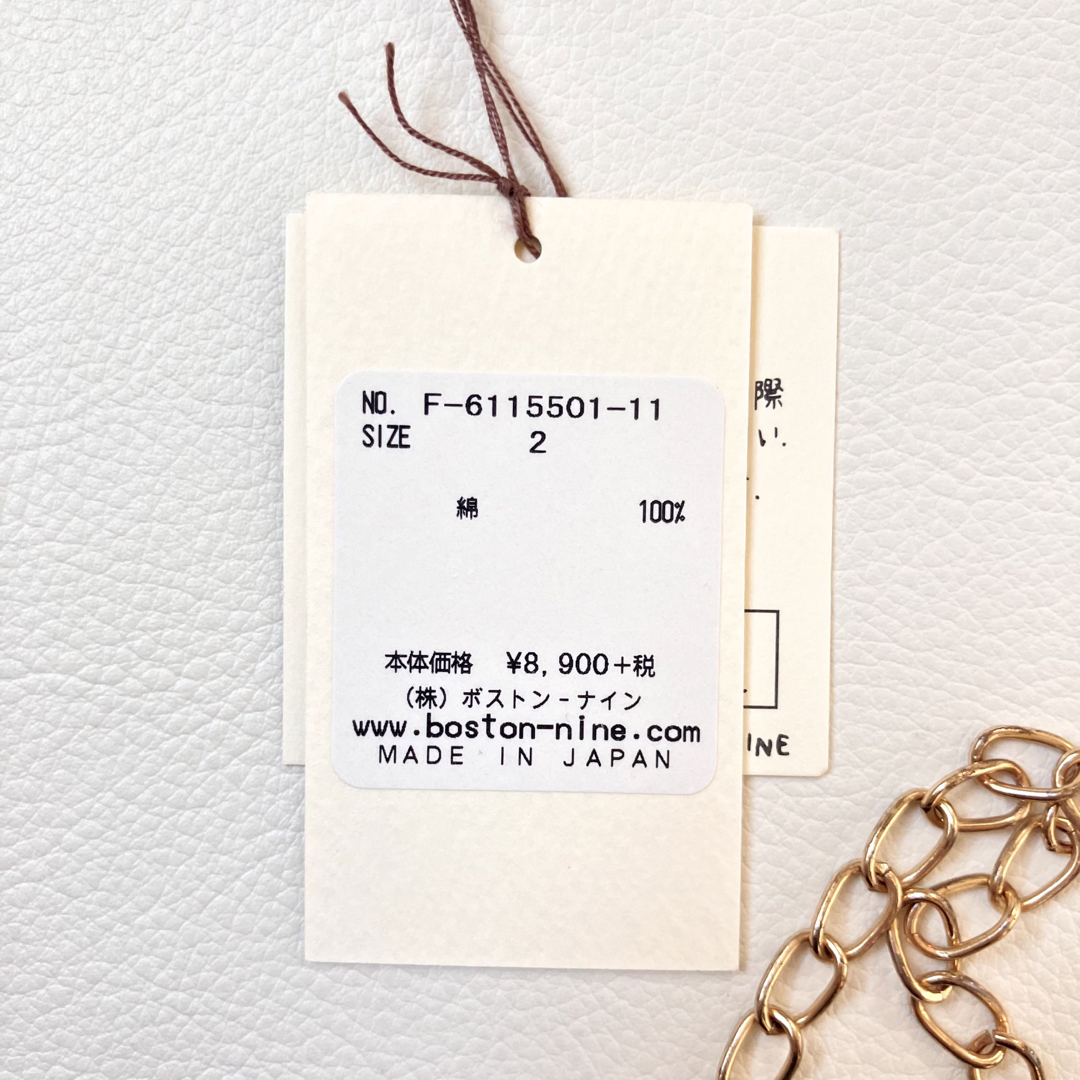 NO. F-6115501-11
SIZE 2
綿 100%
本体価格 ¥8,900+税
(株)ボストン-ナイン
www.boston-nine.com
MADE IN JAPAN
際
い.
INE